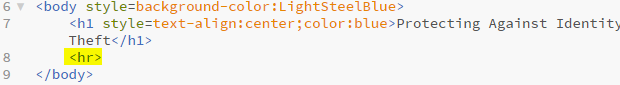 6 ▼ <body style=background-color:LightSteelBlue>
7 <h1 style=text-align:center;color:blue>Protecting Against Identity
Theft</h1>
8 <hr>
9 </body>